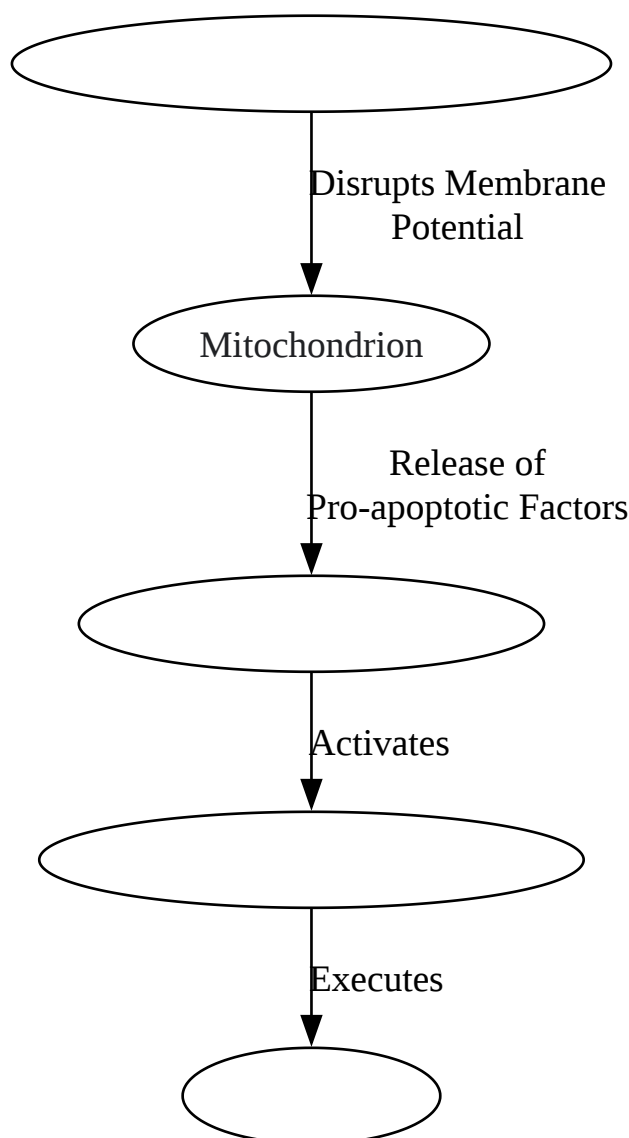 Disrupts Membrane
Potential
Mitochondrion
Release of
Pro-apoptotic Factors
Activates
Executes